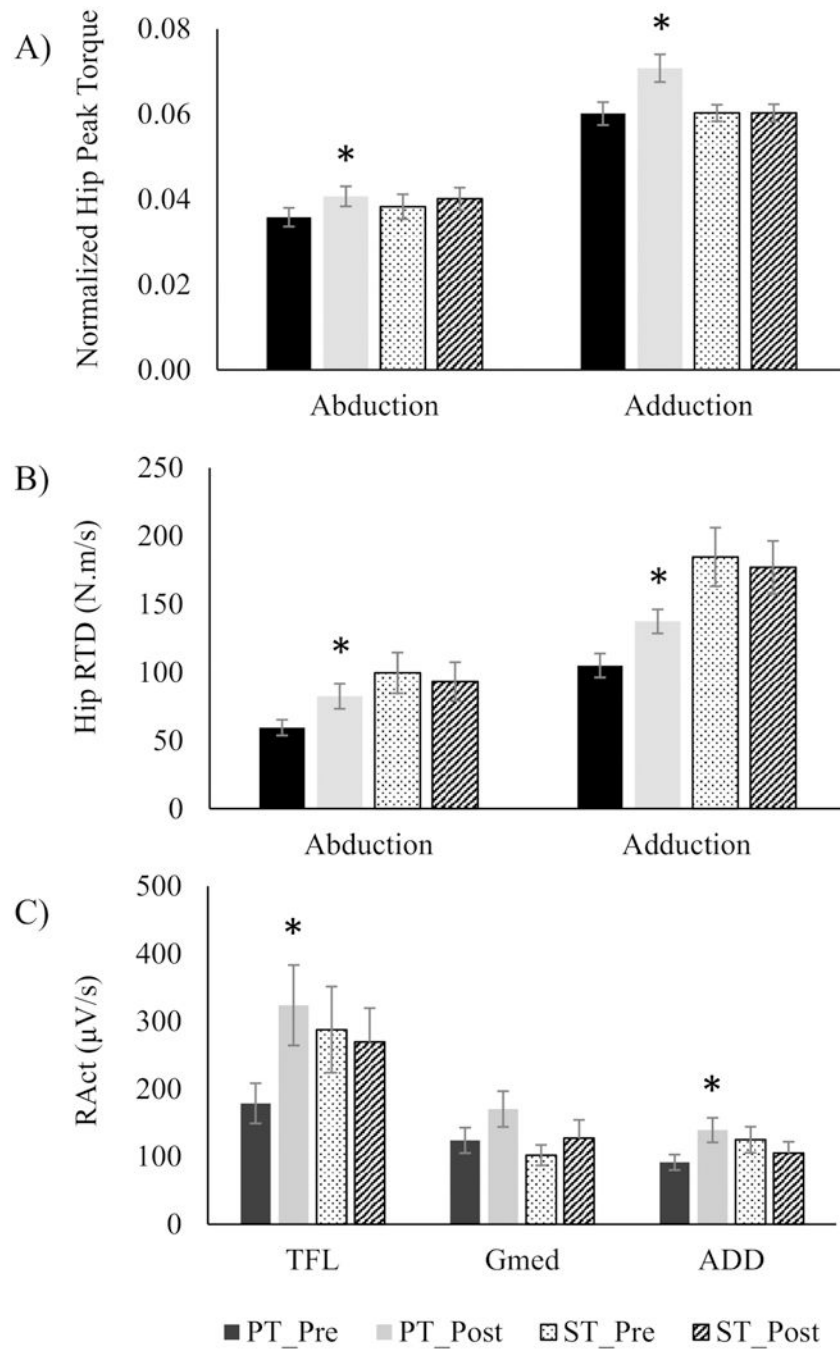 A)
Normalized Hip Peak Torque
0.08
0.06
0.04
0.02
0.00
*
*
Abduction
Adduction
B)
Hip RTD (N.m/s)
250
200
150
100
50
0
*
*
Abduction
Adduction
C)
RAct (µV/s)
500
400
300
200
100
0
*
*
TFL
Gmed
ADD
PT_Pre
PT_Post
ST_Pre
ST_Post